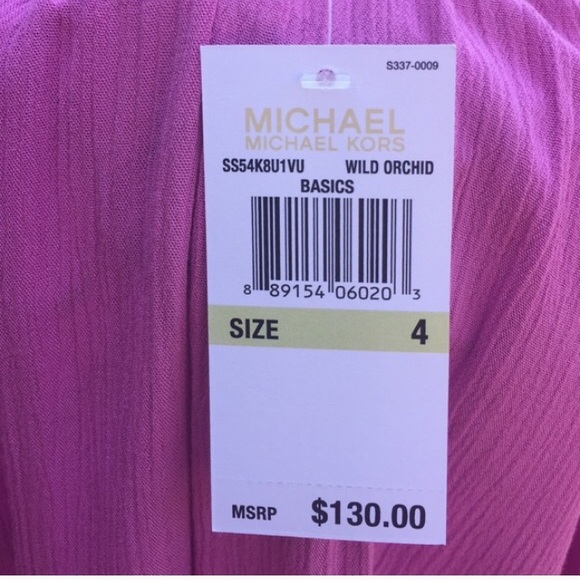 S337-0009
MICHAEL
MICHAEL KORS
SS54K8U1VU WILD ORCHID
BASICS
8 89154 06020 3
SIZE 4
MSRP $130.00